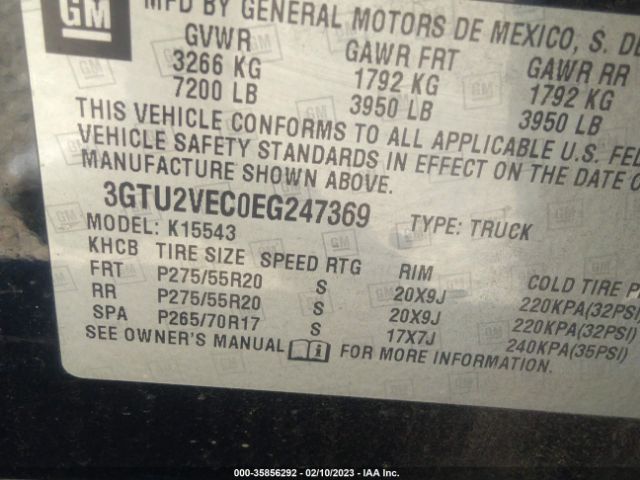 GM
MFD BY GENERAL MOTORS DE MEXICO, S. DE
GVWR GAWR FRT GAWR RR
3266 KG 1792 KG 1792 KG
7200 LB 3950 LB 3950 LB
THIS VEHICLE CONFORMS TO ALL APPLICABLE U.S. FED
VEHICLE SAFETY STANDARDS IN EFFECT ON THE DATE O
MANUFACTURE SHOWN ABOVE.
3GTU2VEC0EG247369 TYPE: TRUCK
MODEL: K15543
KHCB TIRE SIZE SPEED RTG RIM COLD TIRE P
FRT P275/55R20 S 20X9J 220KPA(32PSI)
RR P275/55R20 S 20X9J 220KPA(32PSI)
SPA P265/70R17 S 17X7J 240KPA(35PSI)
SEE OWNER'S MANUAL FOR MORE INFORMATION.
000-35856292 - 02/10/2023 - IAA Inc.